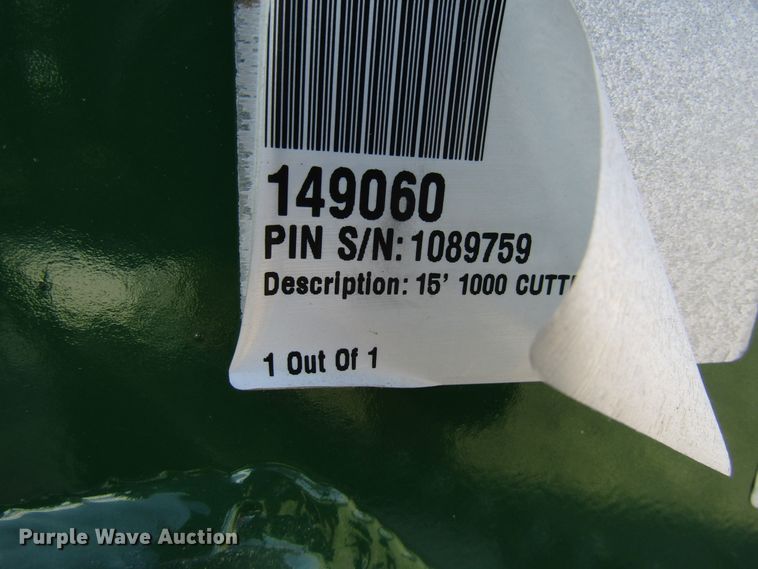 149060
PIN S/N: 1089759
Description: 15' 1000
1 Out Of 1
Purple Wave Auction